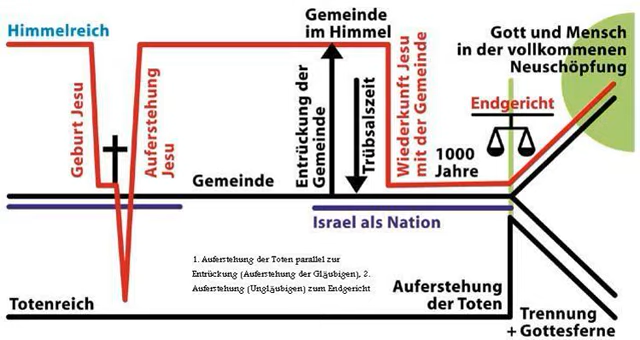 Himmelreich
Geburt Jesu
Auferstehung
Jesu
Gemeinde
Gemeinde
im Himmel
Entrückung der
Gemeinde
Trübsalszeit
Wiederkunft Jesu
mit der Gemeinde
1000
Jahre
Endgericht
Gott und Mensch
in der vollkommenen
Neuschöpfung
Israel als Nation
1. Auferstehung der Toten parallel zur
Entrückung (Auferstehung der Gläubigen), 2.
Auferstehung (Ungläubigen) zum Endgericht
Totenreich
Auferstehung
der Toten
Trennung
+ Gottesferne